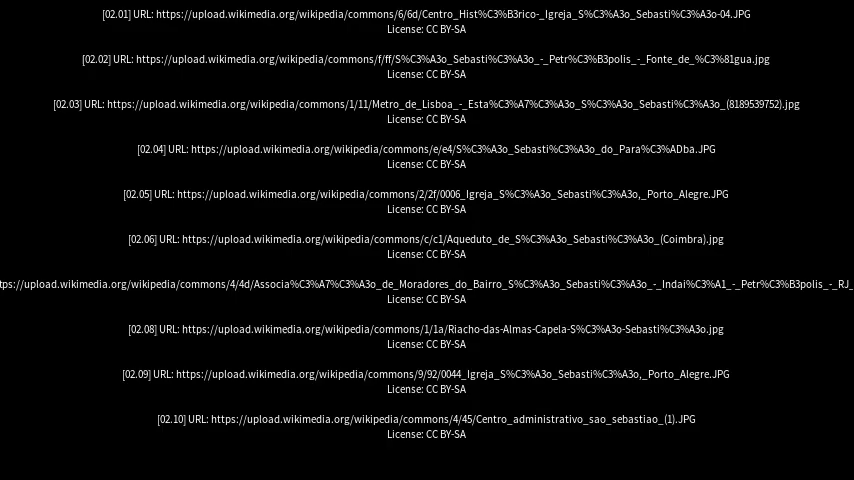 [02.01] URL: https://upload.wikimedia.org/wikipedia/commons/6/6d/Centro_Hist%C3%B3rico-_Igreja_S%C3%A3o_Sebasti%C3%A3o-04.JPG
License: CC BY-SA
[02.02] URL: https://upload.wikimedia.org/wikipedia/commons/f/ff/S%C3%A3o_Sebasti%C3%A3o_-_Petr%C3%B3polis_-_Fonte_de_%C3%81gua.jpg
License: CC BY-SA
[02.03] URL: https://upload.wikimedia.org/wikipedia/commons/1/11/Metro_de_Lisboa_-_Esta%C3%A7%C3%A3o_S%C3%A3o_Sebasti%C3%A3o_(8189539752).jpg
License: CC BY-SA
[02.04] URL: https://upload.wikimedia.org/wikipedia/commons/e/e4/S%C3%A3o_Sebasti%C3%A3o_do_Para%C3%ADba.JPG
License: CC BY-SA
[02.05] URL: https://upload.wikimedia.org/wikipedia/commons/2/2f/0006_Igreja_S%C3%A3o_Sebasti%C3%A3o,_Porto_Alegre.JPG
License: CC BY-SA
[02.06] URL: https://upload.wikimedia.org/wikipedia/commons/c/c1/Aqueduto_de_S%C3%A3o_Sebasti%C3%A3o_(Coimbra).jpg
License: CC BY-SA
tps://upload.wikimedia.org/wikipedia/commons/4/4d/Associa%C3%A7%C3%A3o_de_Moradores_do_Bairro_S%C3%A3o_Sebasti%C3%A3o_-_Indai%C3%A1_-_Petr%C3%B3polis_-_RJ_
License: CC BY-SA
[02.08] URL: https://upload.wikimedia.org/wikipedia/commons/1/1a/Riacho-das-Almas-Capela-S%C3%A3o-Sebasti%C3%A3o.jpg
License: CC BY-SA
[02.09] URL: https://upload.wikimedia.org/wikipedia/commons/9/92/0044_Igreja_S%C3%A3o_Sebasti%C3%A3o,_Porto_Alegre.JPG
License: CC BY-SA
[02.10] URL: https://upload.wikimedia.org/wikipedia/commons/4/45/Centro_administrativo_sao_sebastiao_(1).JPG
License: CC BY-SA